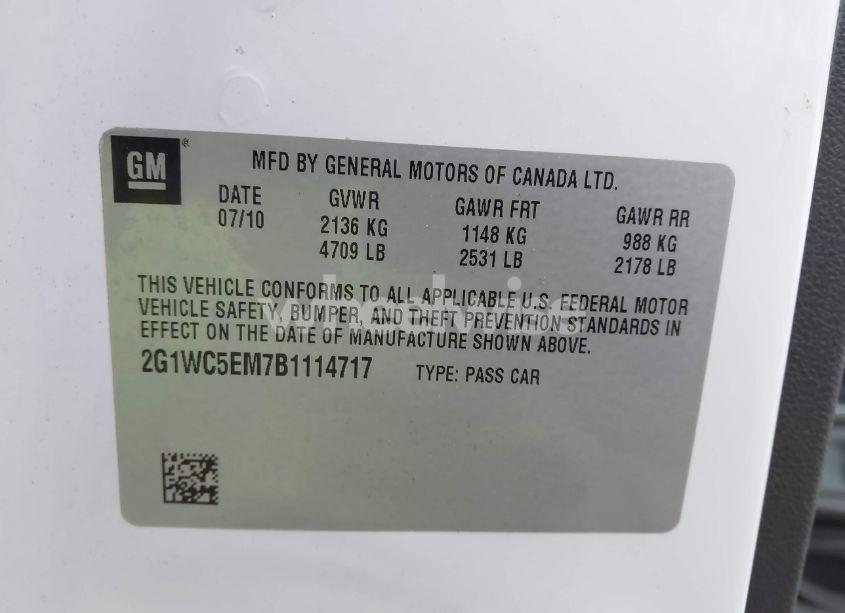 GM®
MFD BY GENERAL MOTORS OF CANADA LTD.
DATE GVWR GAWR FRT GAWR RR
07/10 2136 KG 1148 KG 988 KG
4709 LB 2531 LB 2178 LB
THIS VEHICLE CONFORMS TO ALL APPLICABLE U.S. FEDERAL MOTOR
VEHICLE SAFETY, BUMPER, AND THEFT PREVENTION STANDARDS IN
EFFECT ON THE DATE OF MANUFACTURE SHOWN ABOVE.
2G1WC5EM7B1114717 TYPE: PASS CAR